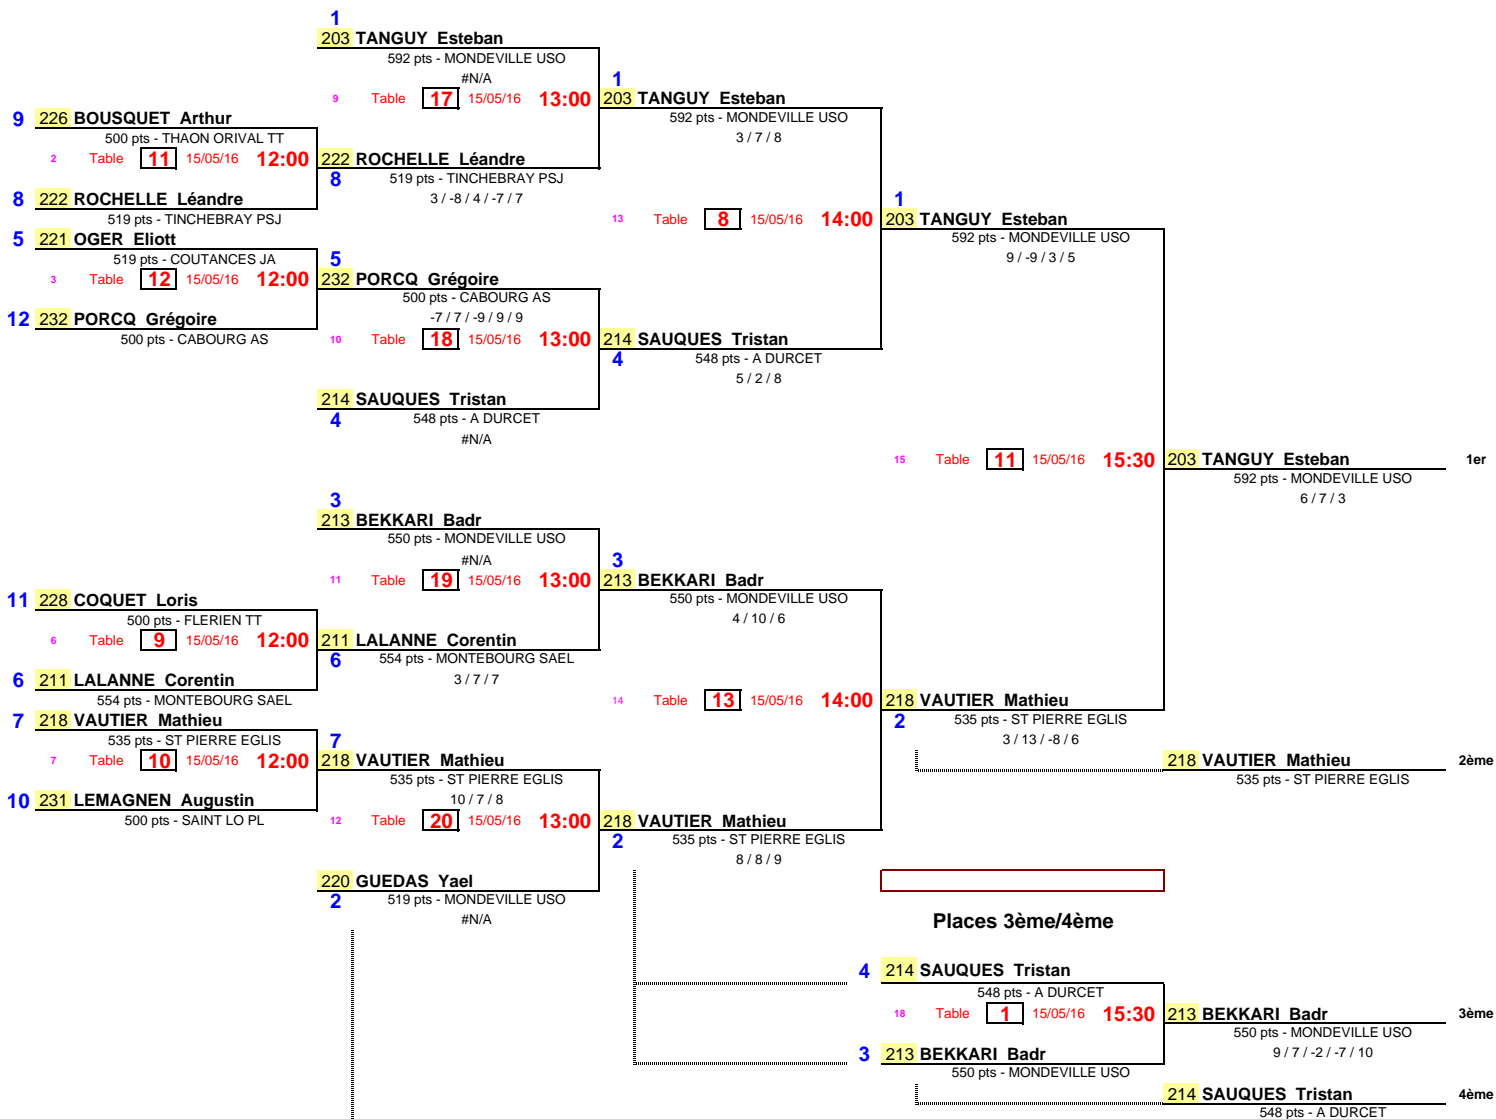 1
203 TANGUY Esteban
592 pts - MONDEVILLE USO
#N/A
9 Table 17 15/05/16 13:00
1
203 TANGUY Esteban
592 pts - MONDEVILLE USO
3 / 7 / 8
9 226 BOUSQUET Arthur
500 pts - THAON ORIVAL TT
2 Table 11 15/05/16 12:00
222 ROCHELLE Léandre
8 519 pts - TINCHEBRAY PSJ
3 / -8 / 4 / -7 / 7
8 222 ROCHELLE Léandre
519 pts - TINCHEBRAY PSJ
13 Table 8 15/05/16 14:00
1
203 TANGUY Esteban
592 pts - MONDEVILLE USO
9 / -9 / 3 / 5
5 221 OGER Eliott
519 pts - COUTANCES JA
3 Table 12 15/05/16 12:00
5
232 PORCQ Grégoire
500 pts - CABOURG AS
-7 / 7 / -9 / 9 / 9
12 232 PORCQ Grégoire
500 pts - CABOURG AS
10 Table 18 15/05/16 13:00
214 SAUQUES Tristan
4 548 pts - A DURCET
5 / 2 / 8
214 SAUQUES Tristan
4 548 pts - A DURCET
#N/A
15 Table 11 15/05/16 15:30
203 TANGUY Esteban 1er
592 pts - MONDEVILLE USO
6 / 7 / 3
3
213 BEKKARI Badr
550 pts - MONDEVILLE USO
#N/A
11 Table 19 15/05/16 13:00
3
213 BEKKARI Badr
550 pts - MONDEVILLE USO
4 / 10 / 6
11 228 COQUET Loris
500 pts - FLERIEN TT
6 Table 9 15/05/16 12:00
211 LALANNE Corentin
6 554 pts - MONTEBOURG SAEL
3 / 7 / 7
6 211 LALANNE Corentin
554 pts - MONTEBOURG SAEL
14 Table 13 15/05/16 14:00
218 VAUTIER Mathieu
2 535 pts - ST PIERRE EGLIS
3 / 13 / -8 / 6
7 218 VAUTIER Mathieu
535 pts - ST PIERRE EGLIS
7 Table 10 15/05/16 12:00
7
218 VAUTIER Mathieu
535 pts - ST PIERRE EGLIS
10 / 7 / 8
218 VAUTIER Mathieu 2ème
535 pts - ST PIERRE EGLIS
10 231 LEMAGNEN Augustin
500 pts - SAINT LO PL
12 Table 20 15/05/16 13:00
218 VAUTIER Mathieu
2 535 pts - ST PIERRE EGLIS
8 / 8 / 9
220 GUEDAS Yael
2 519 pts - MONDEVILLE USO
#N/A
Places 3ème/4ème
4 214 SAUQUES Tristan
548 pts - A DURCET
18 Table 1 15/05/16 15:30
213 BEKKARI Badr 3ème
550 pts - MONDEVILLE USO
9 / 7 / -2 / -7 / 10
3 213 BEKKARI Badr
550 pts - MONDEVILLE USO
214 SAUQUES Tristan 4ème
548 pts - A DURCET